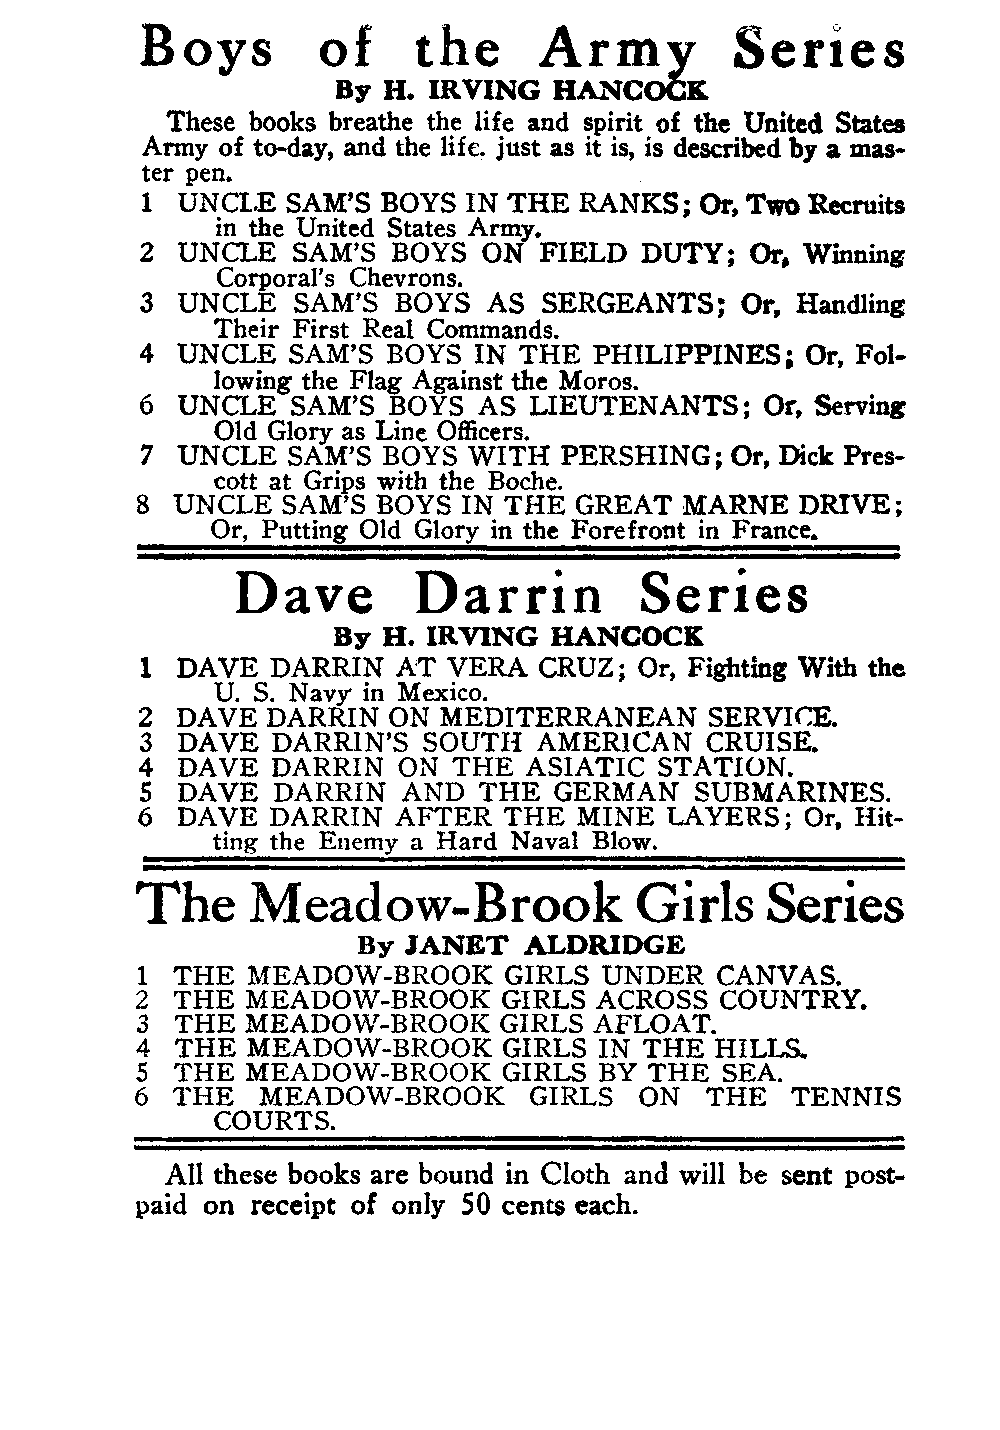 Boys of the Army Series
By H. IRVING HANCOCK
These books breathe the life and spirit of the United States
Army of to-day, and the life. just as it is, is described by a mas-
ter pen.
1 UNCLE SAM'S BOYS IN THE RANKS; Or, Two Recruits
in the United States Army.
2 UNCLE SAM'S BOYS ON FIELD DUTY; Or, Winning
Corporal's Chevrons.
3 UNCLE SAM'S BOYS AS SERGEANTS; Or, Handling
Their First Real Commands.
4 UNCLE SAM'S BOYS IN THE PHILIPPINES; Or, Fol-
lowing the Flag Against the Moros.
6 UNCLE SAM'S BOYS AS LIEUTENANTS; Or, Serving
Old Glory as Line Officers.
7 UNCLE SAM'S BOYS WITH PERSHING; Or, Dick Pres-
cott at Grips with the Boche.
8 UNCLE SAM'S BOYS IN THE GREAT MARNE DRIVE;
Or, Putting Old Glory in the Forefront in France.
Dave Darrin Series
By H. IRVING HANCOCK
1 DAVE DARRIN AT VERA CRUZ; Or, Fighting With the
U. S. Navy in Mexico.
2 DAVE DARRIN ON MEDITERRANEAN SERVICE.
3 DAVE DARRIN'S SOUTH AMERICAN CRUISE.
4 DAVE DARRIN ON THE ASIATIC STATION.
5 DAVE DARRIN AND THE GERMAN SUBMARINES.
6 DAVE DARRIN AFTER THE MINE LAYERS; Or, Hit-
ting the Enemy a Hard Naval Blow.
The Meadow-Brook Girls Series
By JANET ALDRIDGE
1 THE MEADOW-BROOK GIRLS UNDER CANVAS.
2 THE MEADOW-BROOK GIRLS ACROSS COUNTRY.
3 THE MEADOW-BROOK GIRLS AFLOAT.
4 THE MEADOW-BROOK GIRLS IN THE HILLS.
5 THE MEADOW-BROOK GIRLS BY THE SEA.
6 THE MEADOW-BROOK GIRLS ON THE TENNIS
COURTS.
All these books are bound in Cloth and will be sent post-
paid on receipt of only 50 cents each.